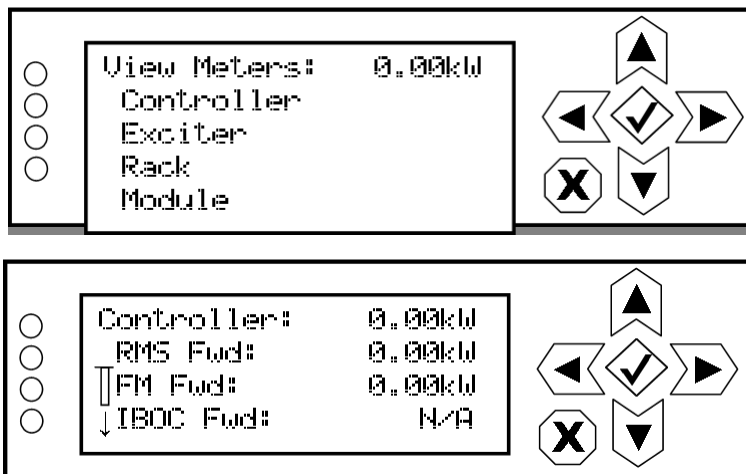 View Meters: 0.00kW
Controller
Exciter
Rack
Module
X
Controller: 0.00kW
RMS Fwd: 0.00kW
FM Fwd: 0.00kW
IBOC Fwd: N/A
X